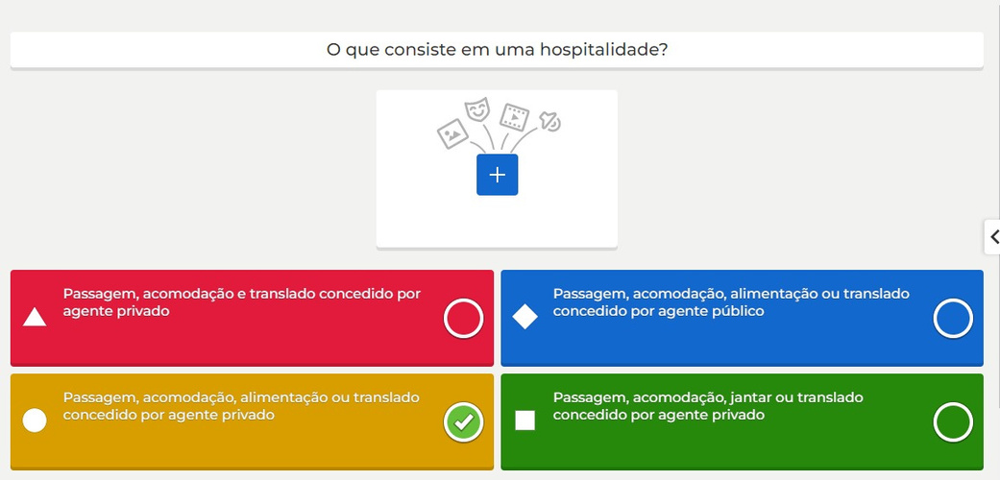 O que consiste em uma hospitalidade?
Passagem, acomodação e translado concedido por
agente privado
Passagem, acomodação, alimentação ou translado
concedido por agente público
Passagem, acomodação, alimentação ou translado
concedido por agente privado
Passagem, acomodação, jantar ou translado
concedido por agente privado